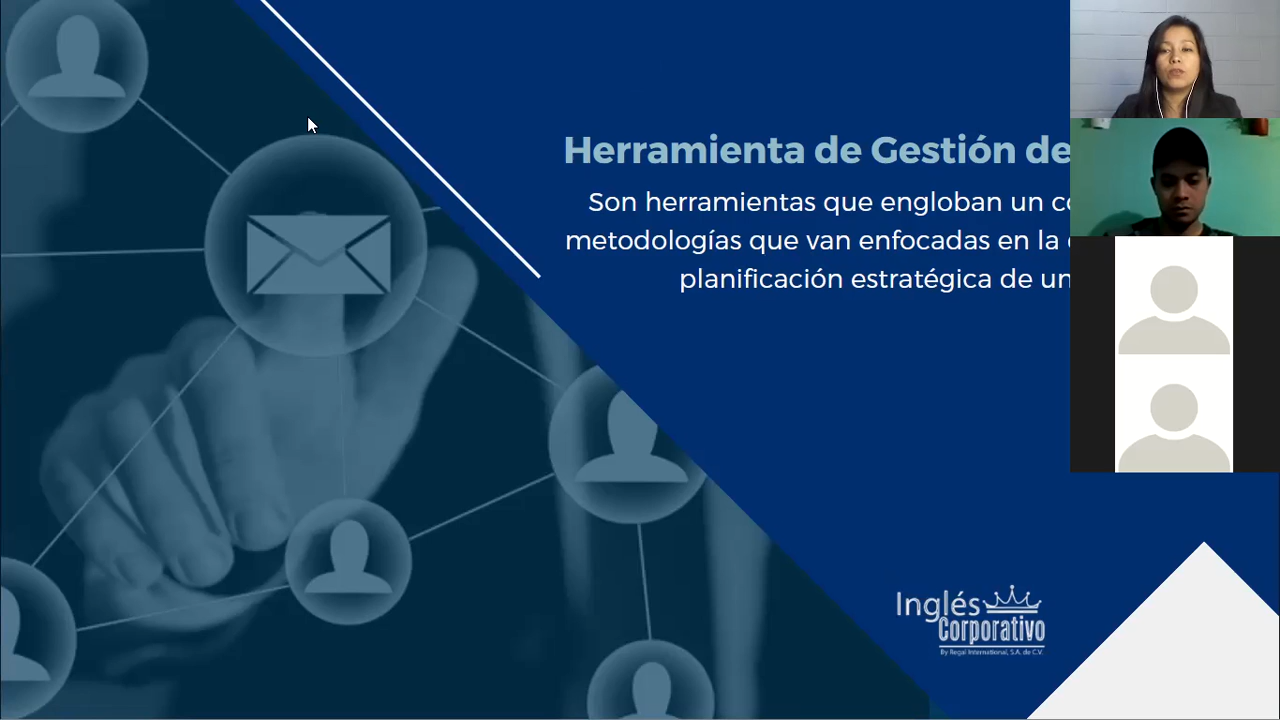 Herramienta de Gestión de
Son herramientas que engloban un
metodologías que van enfocadas en la
planificación estratégica de un
Inglés
Corporativo
By Regal International, S.A. de C.V.